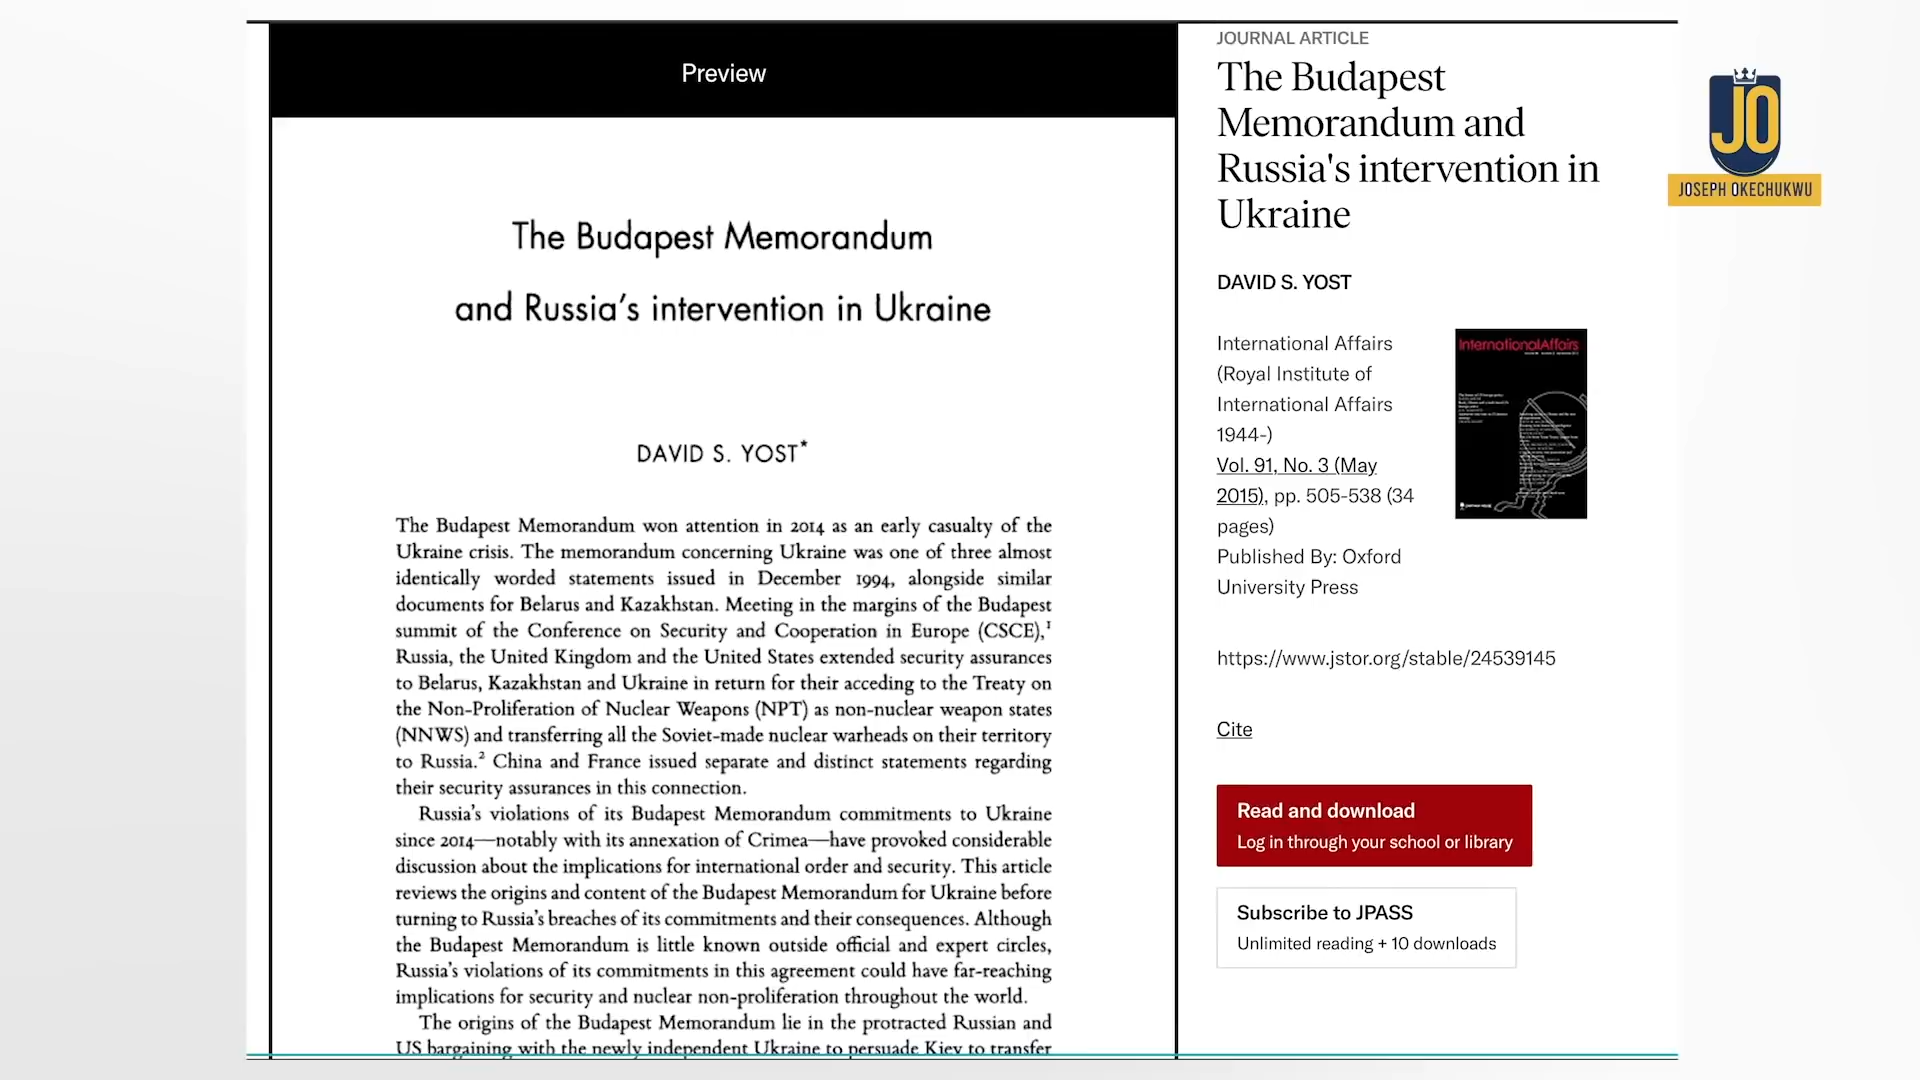 Preview
The Budapest Memorandum
and Russia's intervention in Ukraine
DAVID S. YOST*
The Budapest Memorandum won attention in 2014 as an early casualty of the
Ukraine crisis. The memorandum concerning Ukraine was one of three almost
identically worded statements issued in December 1994, alongside similar
documents for Belarus and Kazakhstan. Meeting in the margins of the Budapest
summit of the Conference on Security and Cooperation in Europe (CSCE),¹
Russia, the United Kingdom and the United States extended security assurances
to Belarus, Kazakhstan and Ukraine in return for their acceding to the Treaty on
the Non-Proliferation of Nuclear Weapons (NPT) as non-nuclear weapon states
(NNWS) and transferring all the Soviet-made nuclear warheads on their territory
to Russia.² China and France issued separate and distinct statements regarding
their security assurances in this connection.
Russia's violations of its Budapest Memorandum commitments to Ukraine
since 2014—notably with its annexation of Crimea—have provoked considerable
discussion about the implications for international order and security. This article
reviews the origins and content of the Budapest Memorandum for Ukraine before
turning to Russia's breaches of its commitments and their consequences. Although
the Budapest Memorandum is little known outside official and expert circles,
Russia's violations of its commitments in this agreement could have far-reaching
implications for security and nuclear non-proliferation throughout the world.
The origins of the Budapest Memorandum lie in the protracted Russian and
US bargaining with the newly independent Ukraine to persuade Kiev to transfer
JOURNAL ARTICLE
The Budapest
Memorandum and
Russia's intervention in
Ukraine
DAVID S. YOST
International Affairs
(Royal Institute of
International Affairs
1944-)
Vol. 91, No. 3 (May
2015), pp. 505-538 (34
pages)
Published By: Oxford
University Press
InternationalAffairs
https://www.jstor.org/stable/24539145
Cite
Read and download
Log in through your school or library
Subscribe to JPASS
Unlimited reading + 10 downloads
JO
JOSEPH OKECHUKWU